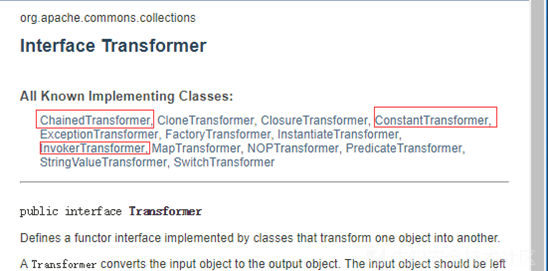 org.apache.commons.collections
Interface Transformer
All Known Implementing Classes:
ChainedTransformer, CloneTransformer, ClosureTransformer, ConstantTransformer,
ExceptionTransformer, FactoryTransformer, InstantiateTransformer,
InvokerTransformer, MapTransformer, NOPTransformer, PredicateTransformer,
StringValueTransformer, SwitchTransformer
public interface Transformer
Defines a functor interface implemented by classes that transform one object into another.
A Transformer converts the input object to the output object. The input object should be left